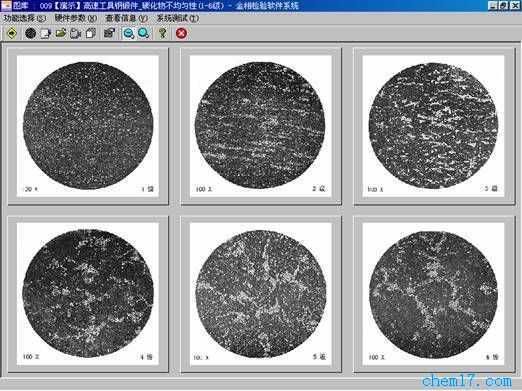 图库 : 009【演示】高速工具钢锻件_碳化物不均匀性(1-6级) - 金相检验软件系统
功能选择(S) 硬件参数(M) 查看信息(Y) 系统测试(T)
100 X 1 级
100 X 2 级
100 X 3 级
100 X 4 级
5 级
100 X 6 级
chem17.com